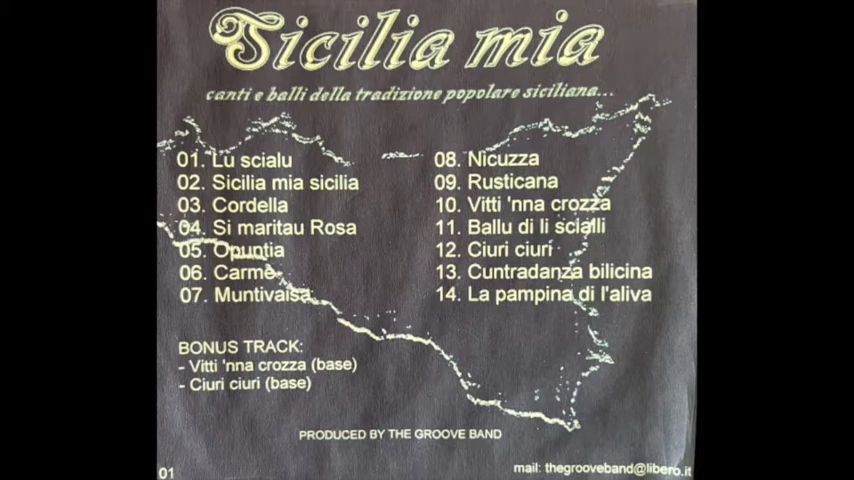 Sicilia mia
canti e balli della tradizione popolare siciliana...
01. Lu scialu
02. Sicilia mia sicilia
03. Cordella
04. Si maritau Rosa
05. Opuntia
06. Carmè
07. Muntivaisa
08. Nicuzza
09. Rusticana
10. Vitti 'nna crozza
11. Ballu di li scialli
12. Ciuri ciuri
13. Cuntradanza bilicina
14. La pampina di l'aliva
BONUS TRACK:
- Vitti 'nna crozza (base)
- Ciuri ciuri (base)
PRODUCED BY THE GROOVE BAND
01
mail: thegrooveband@libero.it